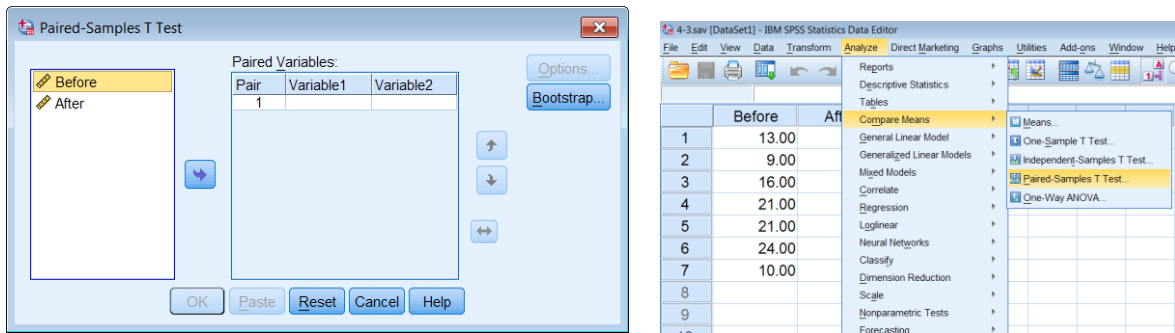 Paired-Samples T Test
Before
After
Paired Variables:
Pair Variable1 Variable2
1
Options...
Bootstrap...
OK Paste Reset Cancel Help
4-3.sav [DataSet1] - IBM SPSS Statistics Data Editor
File Edit View Data Transform Analyze Direct Marketing Graphs Utilities Add-ons Window Help
Reports
Descriptive Statistics
Tables
Compare Means
General Linear Model
Generalized Linear Models
Mixed Models
Correlate
Regression
Loglinear
Neural Networks
Classify
Dimension Reduction
Scale
Nonparametric Tests
Forecasting
Means...
One-Sample T Test...
Independent-Samples T Test...
Paired-Samples T Test...
One-Way ANOVA...
Before Aft
1 13.00
2 9.00
3 16.00
4 21.00
5 21.00
6 24.00
7 10.00
8
9